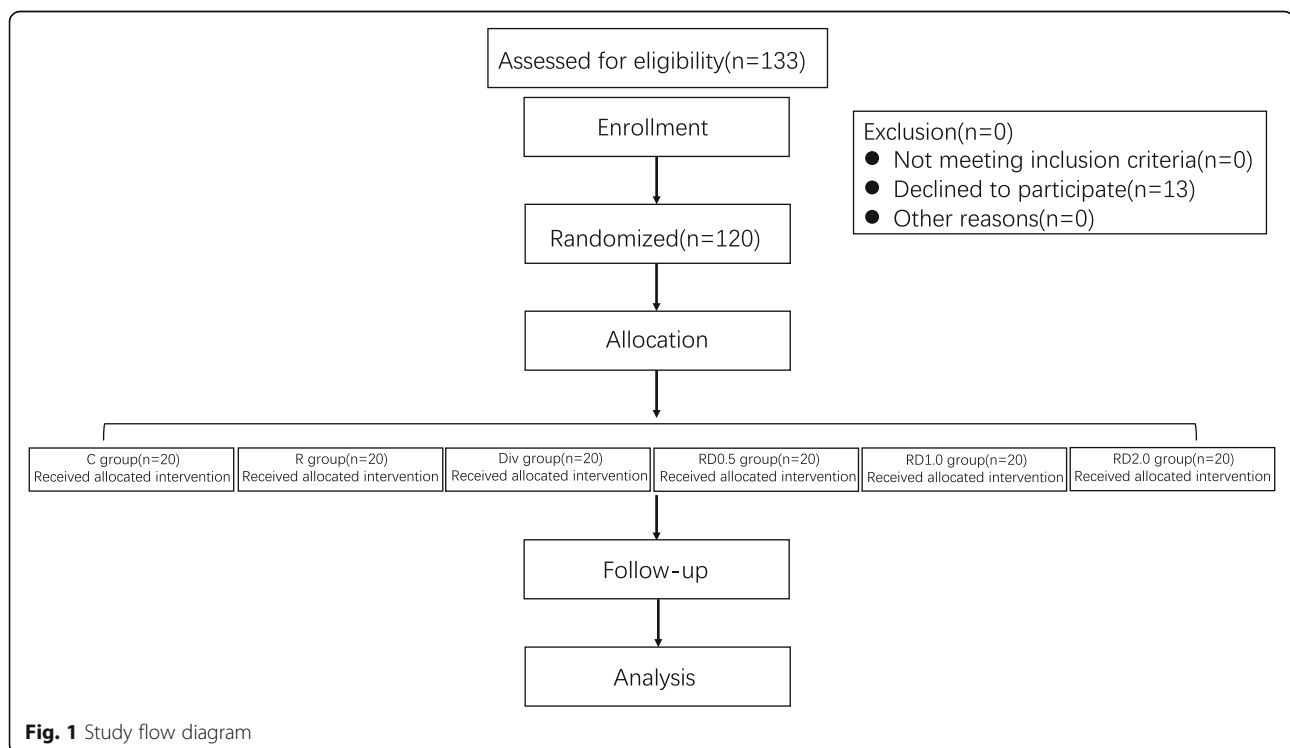 Assessed for eligibility(n=133)
Enrollment
Exclusion(n=0)
● Not meeting inclusion criteria(n=0)
● Declined to participate(n=13)
● Other reasons(n=0)
Randomized(n=120)
Allocation
C group(n=20)
Received allocated intervention
R group(n=20)
Received allocated intervention
Div group(n=20)
Received allocated intervention
RD0.5 group(n=20)
Received allocated intervention
RD1.0 group(n=20)
Received allocated intervention
RD2.0 group(n=20)
Received allocated intervention
Follow-up
Analysis
Fig. 1 Study flow diagram